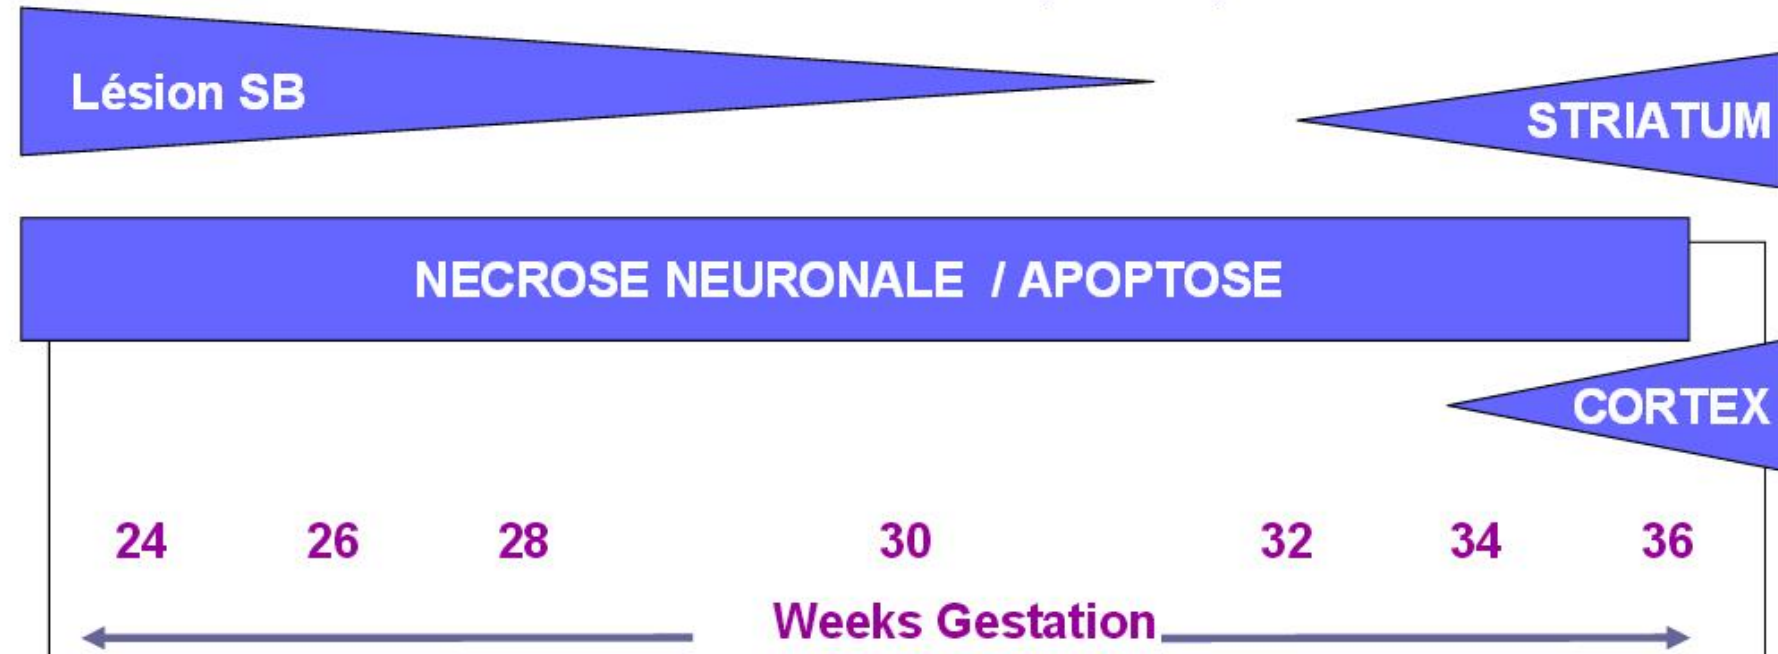 Lésion SB
STRIATUM
NECROSE NEURONALE / APOPTOSE
CORTEX
24 26 28 30 32 34 36
Weeks Gestation